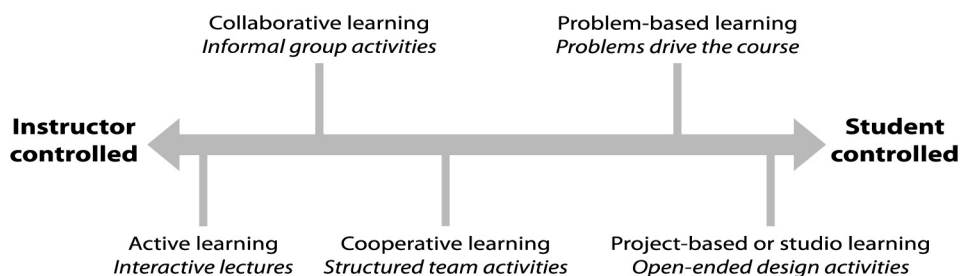 Collaborative learning
Informal group activities
Problem-based learning
Problems drive the course
Instructor
controlled
Student
controlled
Active learning
Interactive lectures
Cooperative learning
Structured team activities
Project-based or studio learning
Open-ended design activities